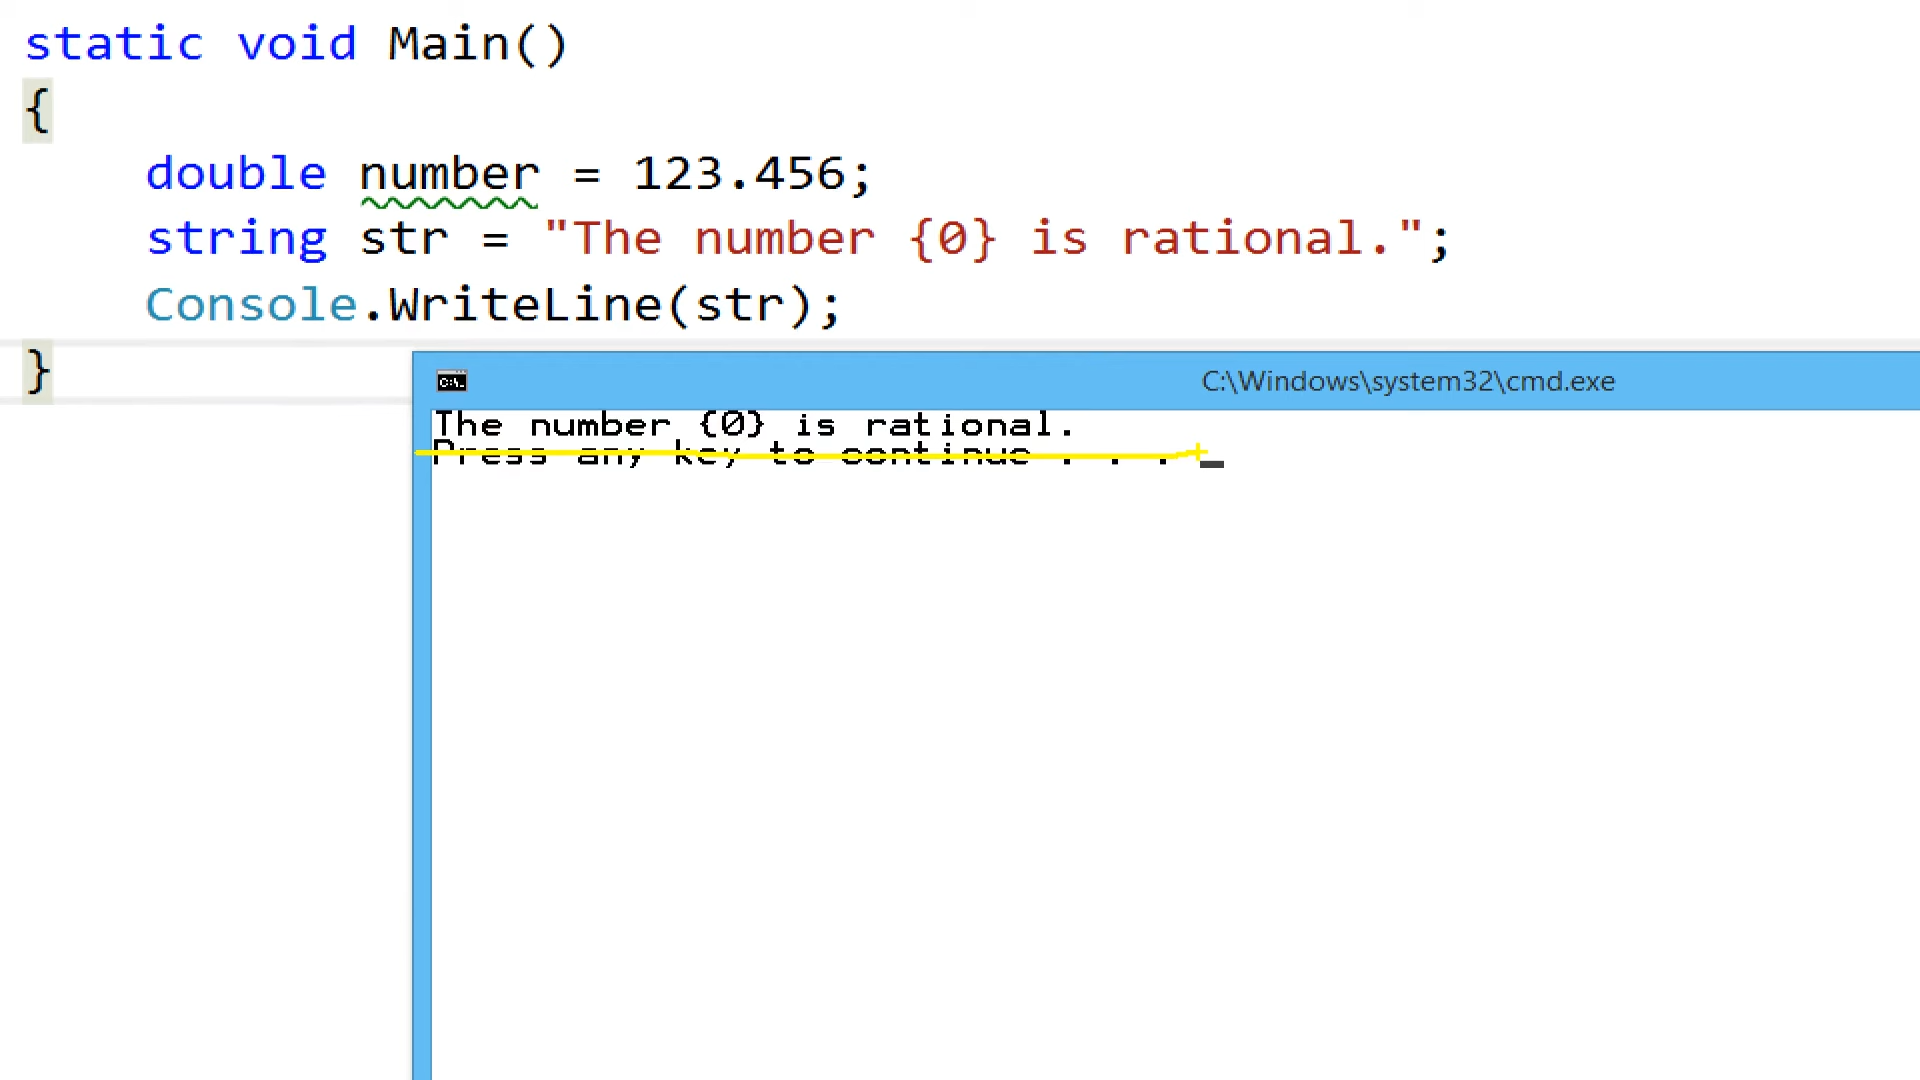 static void Main()
{
double number = 123.456;
string str = "The number {0} is rational.";
Console.WriteLine(str);
}
C:\Windows\system32\cmd.exe
The number {0} is rational.
Press any key to continue . . . _